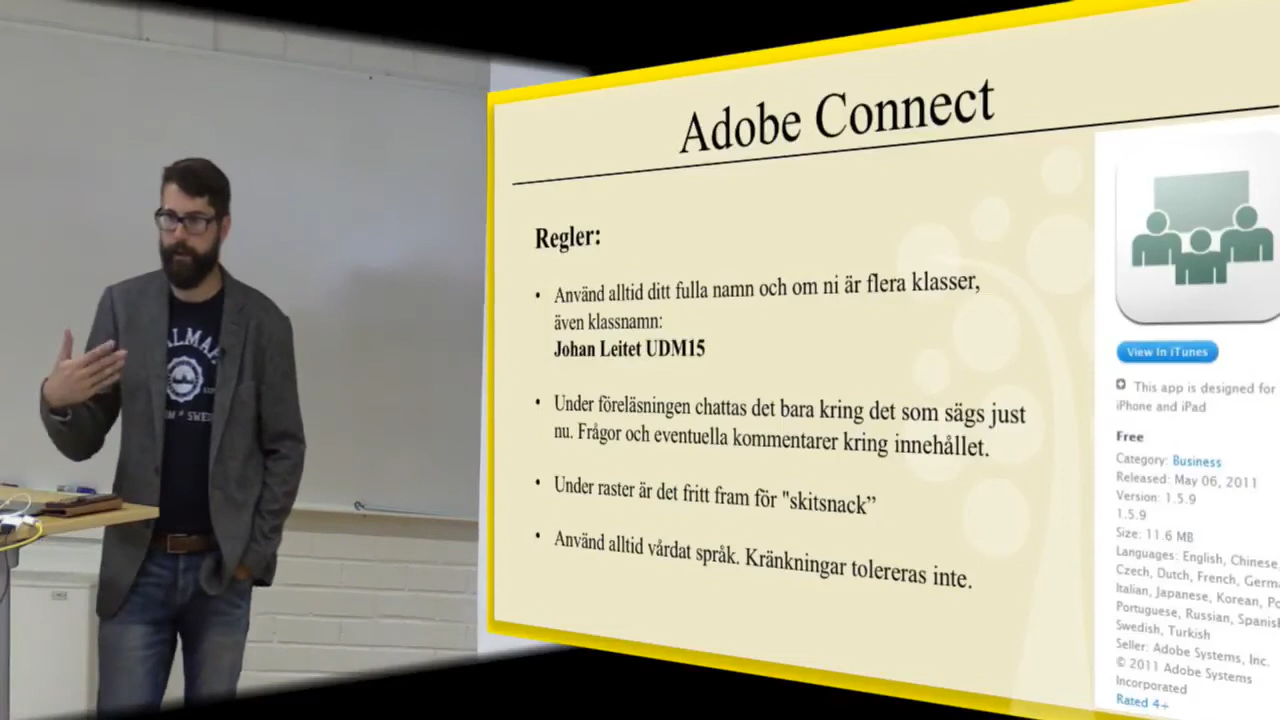 Adobe Connect
Regler:
• Använd alltid ditt fulla namn och om ni är flera klasser,
även klassnamn:
Johan Leitet UDM15
• Under föreläsningen chattas det bara kring det som sägs just
nu. Frågor och eventuella kommentarer kring innehållet.
• Under raster är det fritt fram för "skitsnack”
• Använd alltid vårdat språk. Kränkningar tolereras inte.
View In iTunes
This app is designed for
iPhone and iPad
Free
Category: Business
Released: May 06, 2011
Version: 1.5.9
1.5.9
Size: 11.6 MB
Languages: English, Chinese,
Czech, Dutch, French, Germa
Italian, Japanese, Korean, Po
Portuguese, Russian, Spanish
Swedish, Turkish
Seller: Adobe Systems, Inc.
© 2011 Adobe Systems
Incorporated
Rated 4+